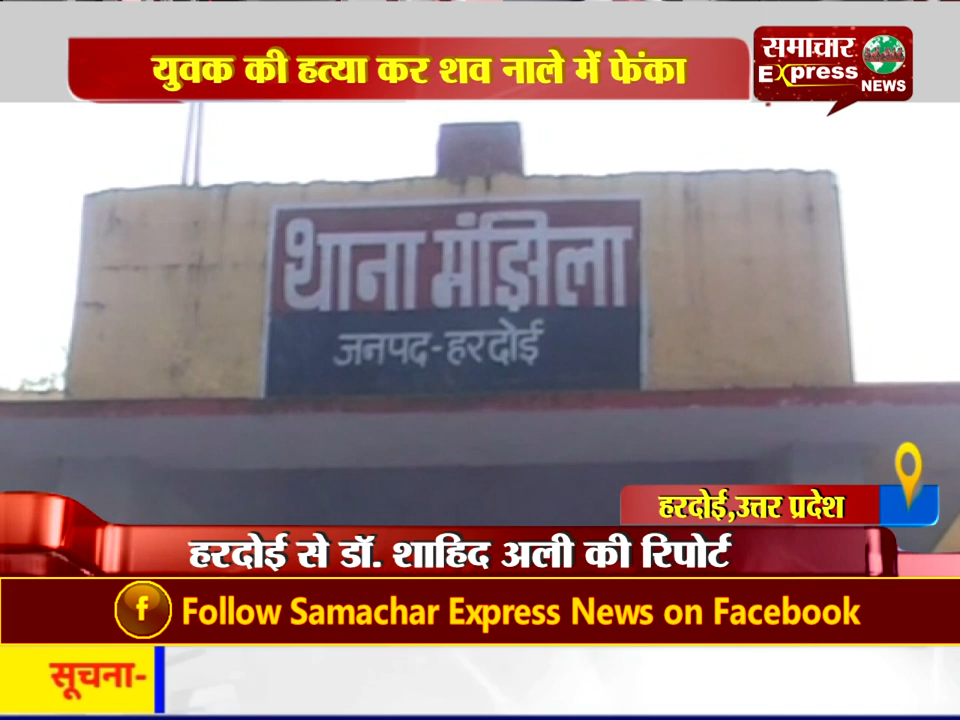 युवक की हत्या कर शव नाले में फेंका
समाचार
Express
NEWS
थाना मंझिला
जनपद-हरदोई
हरदोई,उत्तर प्रदेश
हरदोई से डॉ. शाहिद अली की रिपोर्ट
f Follow Samachar Express News on Facebook
सूचना-